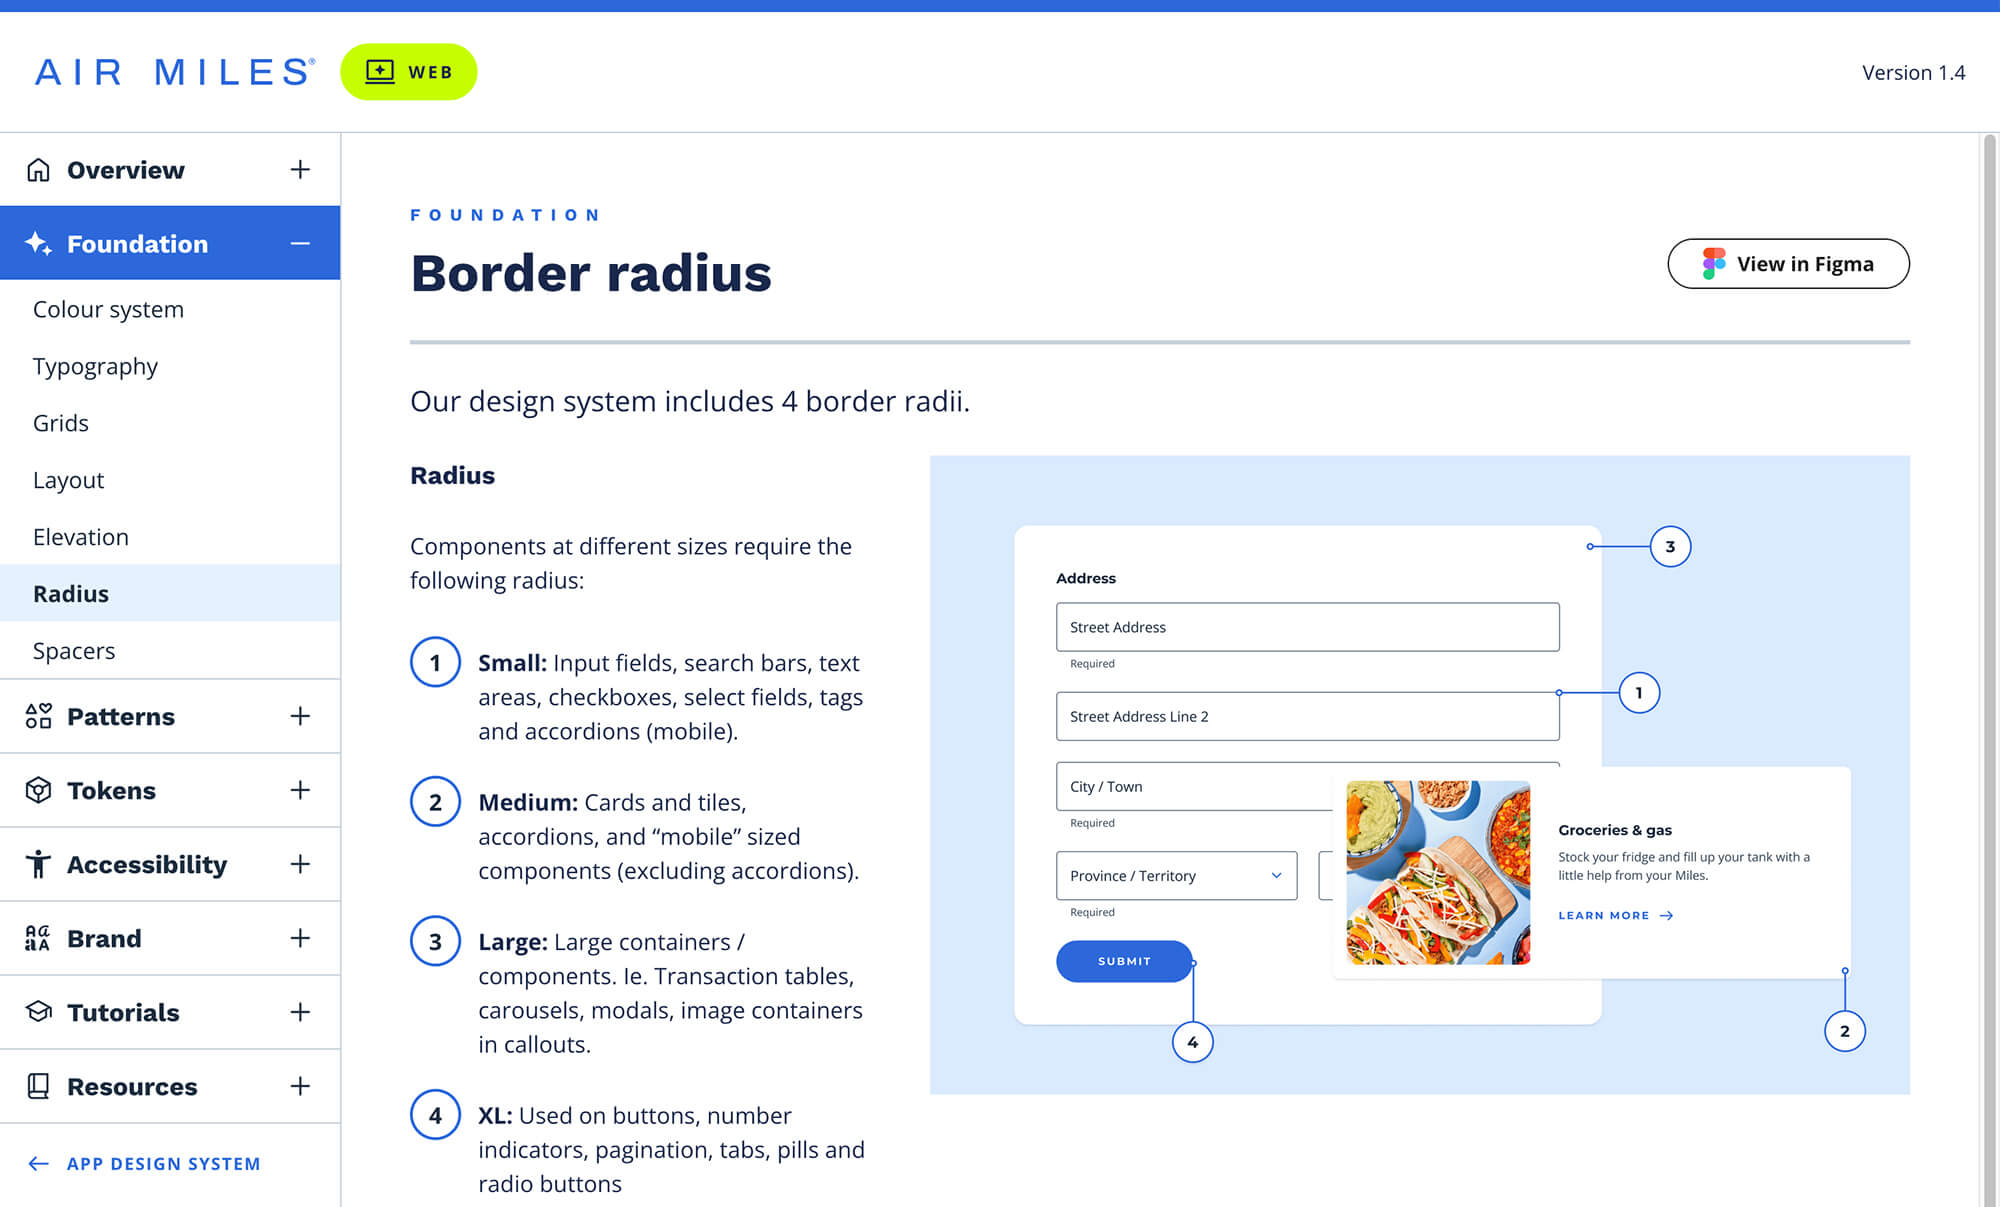 AIR MILES®
WEB
Version 1.4
Overview
Foundation
Colour system
Typography
Grids
Layout
Elevation
Radius
Spacers
Patterns
Tokens
Accessibility
Brand
Tutorials
Resources
APP DESIGN SYSTEM
FOUNDATION
Border radius
View in Figma
Our design system includes 4 border radii.
Radius
Components at different sizes require the
following radius:
1
Small: Input fields, search bars, text
areas, checkboxes, select fields, tags
and accordions (mobile).
2
Medium: Cards and tiles,
accordions, and “mobile” sized
components (excluding accordions).
3
Large: Large containers /
components. Ie. Transaction tables,
carousels, modals, image containers
in callouts.
4
XL: Used on buttons, number
indicators, pagination, tabs, pills and
radio buttons
3
Address
Street Address
Required
1
Street Address Line 2
City / Town
Required
Province / Territory
Required
SUBMIT
4
Groceries & gas
Stock your fridge and fill up your tank with a
little help from your Miles.
LEARN MORE
2